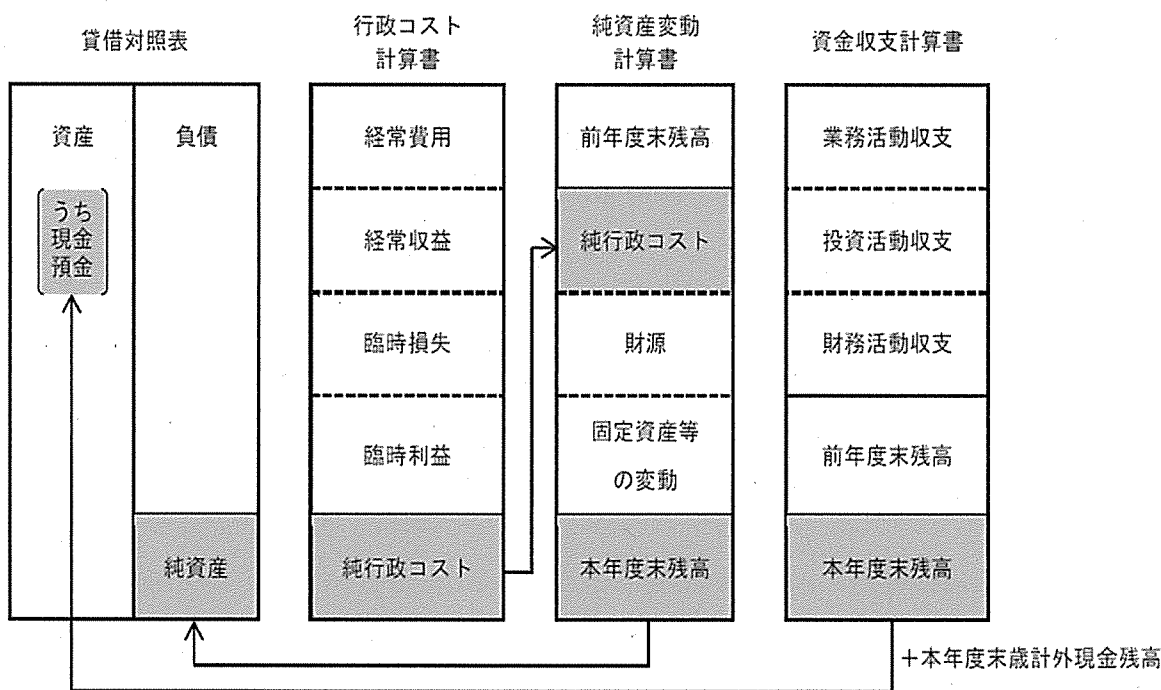 貸借対照表
資産
負債
うち
現金
預金
純資産
行政コスト
計算書
経常費用
経常収益
臨時損失
臨時利益
純行政コスト
純資産変動
計算書
前年度末残高
純行政コスト
財源
固定資産等
の変動
本年度末残高
資金収支計算書
業務活動収支
投資活動収支
財務活動収支
前年度末残高
本年度末残高
+本年度末歳計外現金残高